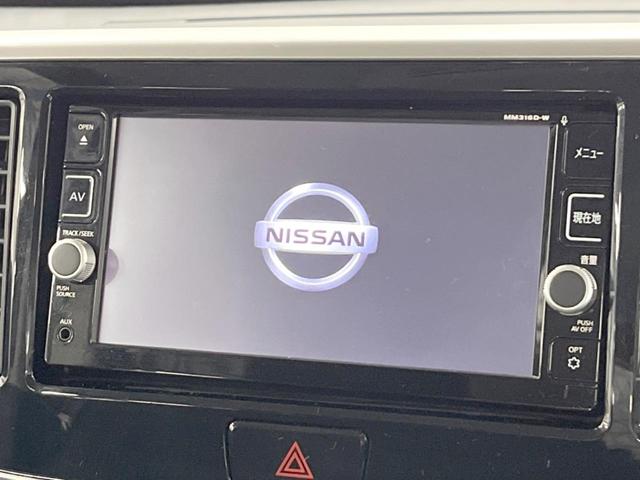 MM316D-W
OPEN
メニュー
AV
現在地
TRACK/SEEK
音量
NISSAN
PUSH
SOURCE
PUSH
AV OFF
AUX
OPT